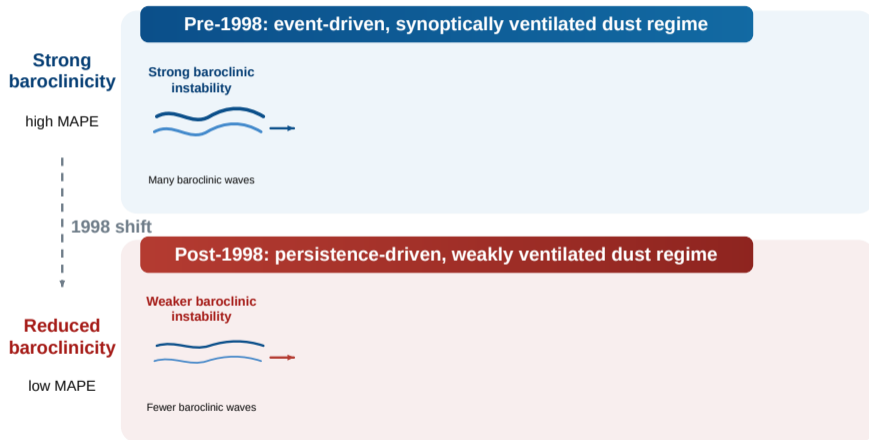 Pre-1998: event-driven, synoptically ventilated dust regime
Strong
baroclinicity
high MAPE
Strong baroclinic
instability
Many baroclinic waves
1998 shift
Post-1998: persistence-driven, weakly ventilated dust regime
Reduced
baroclinicity
low MAPE
Weaker baroclinic
instability
Fewer baroclinic waves